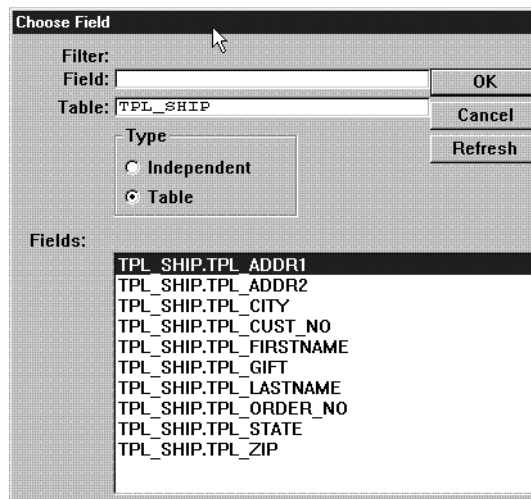 Choose Field
Filter:
Field:
OK
Table: TPL_SHIP
Cancel
Type
Refresh
Independent
Table
Fields:
TPL_SHIP.TPL_ADDR1
TPL_SHIP.TPL_ADDR2
TPL_SHIP.TPL_CITY
TPL_SHIP.TPL_CUST_NO
TPL_SHIP.TPL_FIRSTNAME
TPL_SHIP.TPL_GIFT
TPL_SHIP.TPL_LASTNAME
TPL_SHIP.TPL_ORDER_NO
TPL_SHIP.TPL_STATE
TPL_SHIP.TPL_ZIP